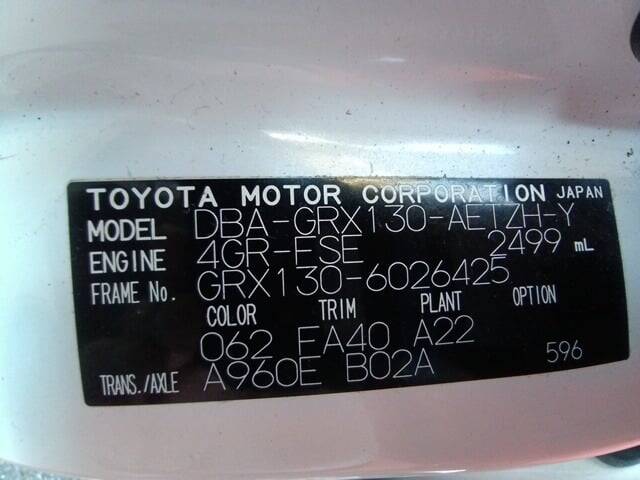 TOYOTA MOTOR CORPORATION JAPAN
MODEL DBA-GRX130-AETZH-Y
ENGINE 4GR-FSE 2499 mL
FRAME No. GRX130-6026425
COLOR TRIM PLANT OPTION
062 FA40 A22
TRANS./AXLE A960E B02A 596